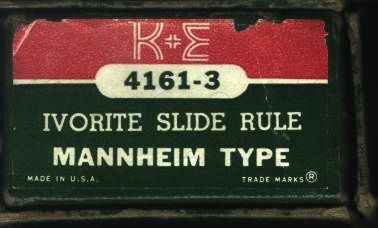 K+E
4161-3
IVORITE SLIDE RULE
MANNHEIM TYPE
MADE IN U.S.A. TRADE MARKS®